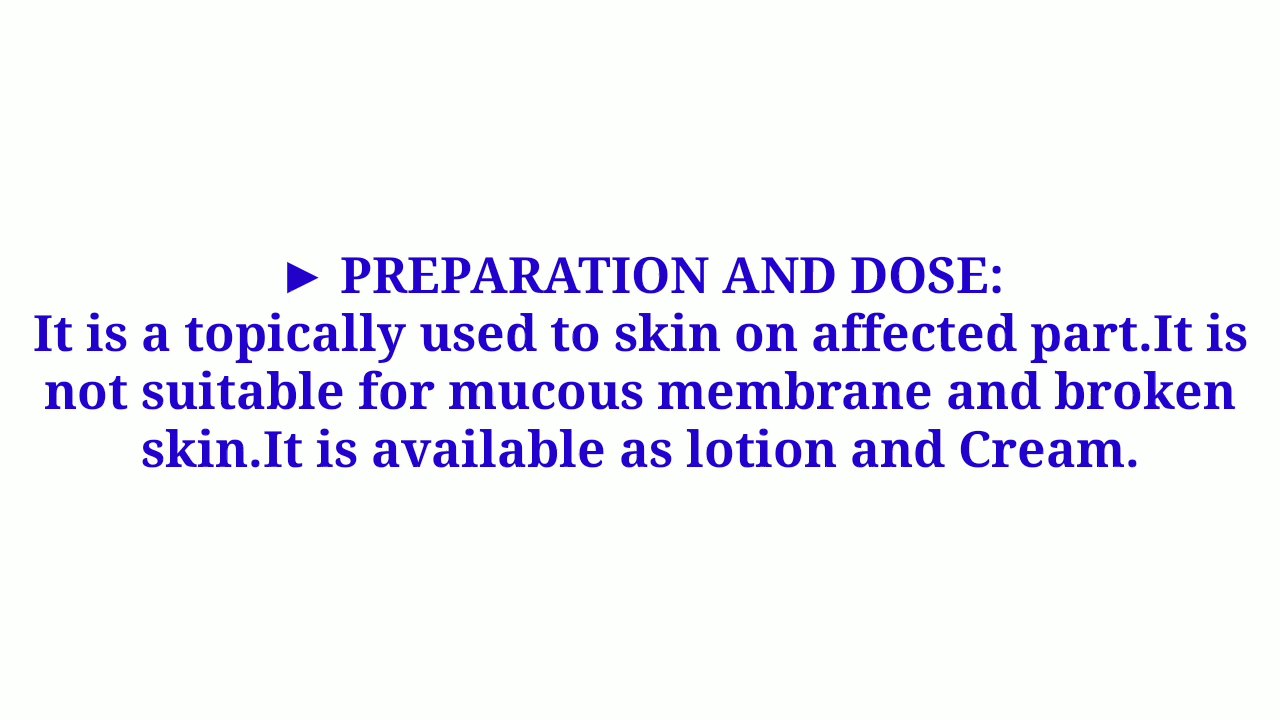 ► PREPARATION AND DOSE:
It is a topically used to skin on affected part.It is
not suitable for mucous membrane and broken
skin.It is available as lotion and Cream.